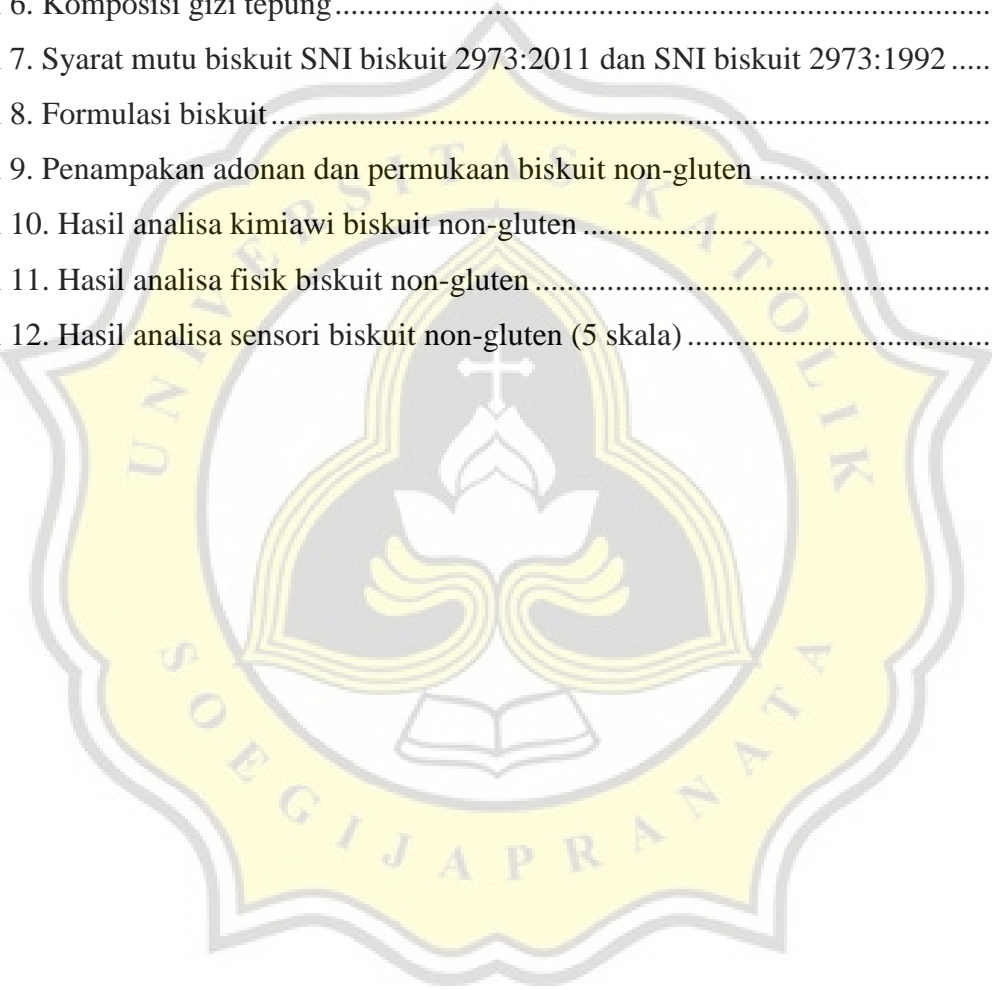 6. Komposisi gizi tepung....................................................................................
7. Syarat mutu biskuit SNI biskuit 2973:2011 dan SNI biskuit 2973:1992.....
8. Formulasi biskuit.............................................................................................
9. Penampakan adonan dan permukaan biskuit non-gluten..............................
10. Hasil analisa kimiawi biskuit non-gluten....................................................
11. Hasil analisa fisik biskuit non-gluten..........................................................
12. Hasil analisa sensori biskuit non-gluten (5 skala)......................................
UNIVERSITAS KATOLIK
SOEGIJAPRANATA